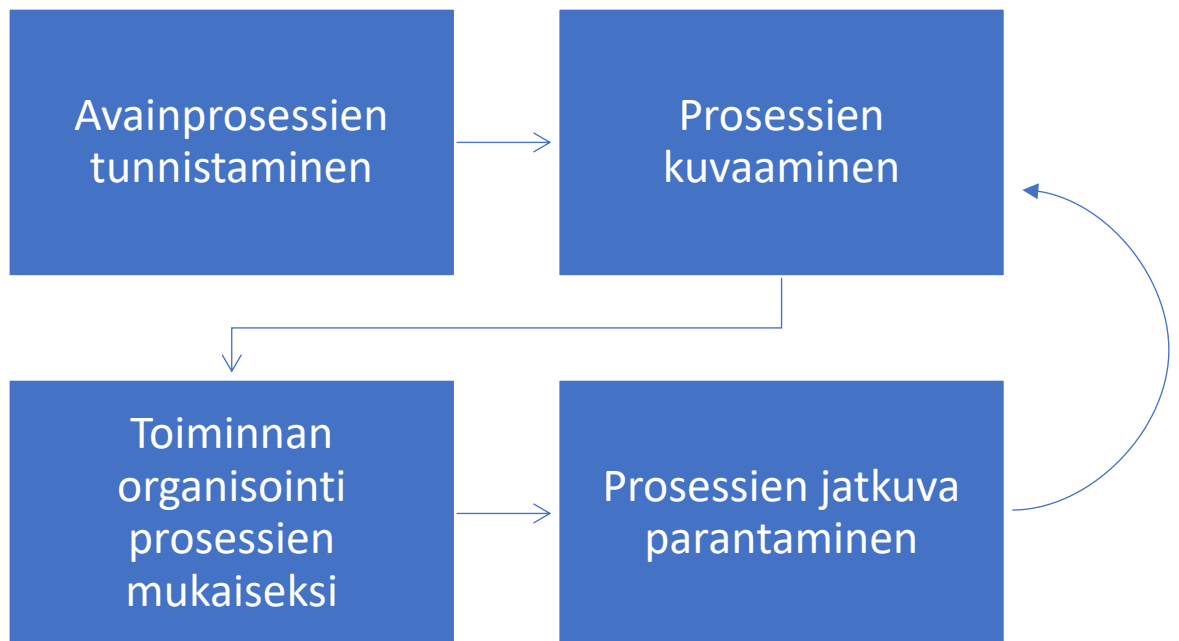 Avainprosessien
tunnistaminen
Prosessien
kuvaaminen
Toiminnan
organisointi
prosessien
mukaiseksi
Prosessien jatkuva
parantaminen